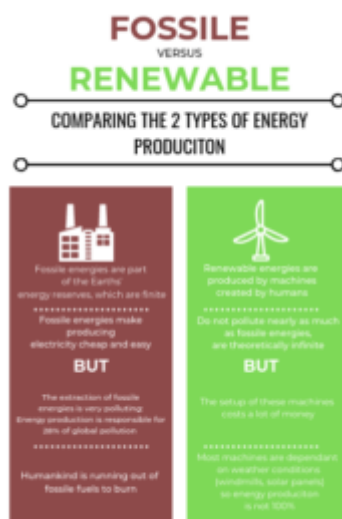 FOSSILE
VERSUS
RENEWABLE
COMPARING THE 2 TYPES OF ENERGY
PRODUCITON
Fossile energies are part
of the Earths'
energy reserves, which are finite
Fossile energies make
producing
electricity cheap and easy
BUT
The extraction of fossile
energies is very polluting:
Energy production is responsible for
28% of global pollution
Humankind is running out of
fossile fuels to burn
Renewable energies are
produced by machines
created by humans
Do not pollute nearly as much
as fossile energies,
are theoretically infinite
BUT
The setup of these machines
costs a lot of money
Most machines are dependant
on weather conditions
(windmills, solar panels)
so energy produciton
is not 100%